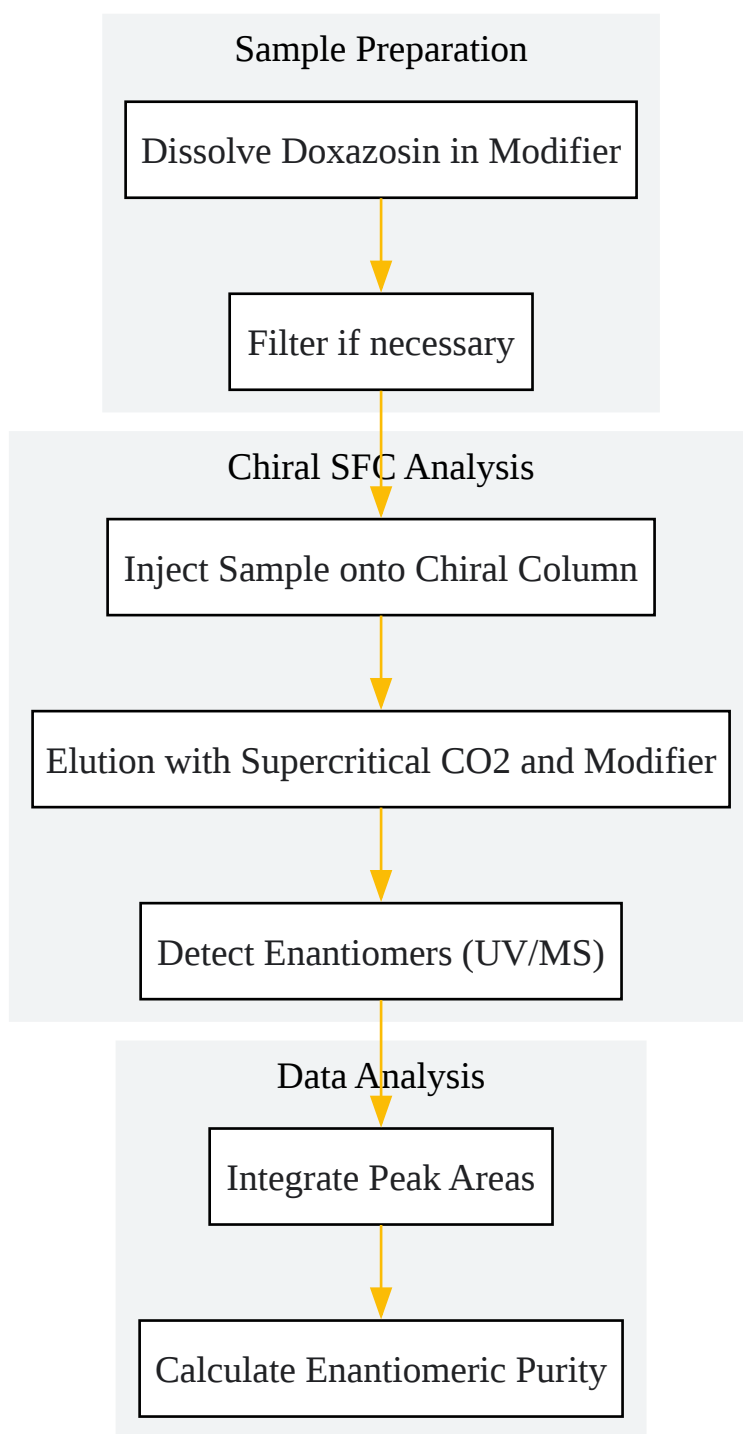 Sample Preparation
Dissolve Doxazosin in Modifier
Filter if necessary
Chiral SFC Analysis
Inject Sample onto Chiral Column
Elution with Supercritical CO2 and Modifier
Detect Enantiomers (UV/MS)
Data Analysis
Integrate Peak Areas
Calculate Enantiomeric Purity